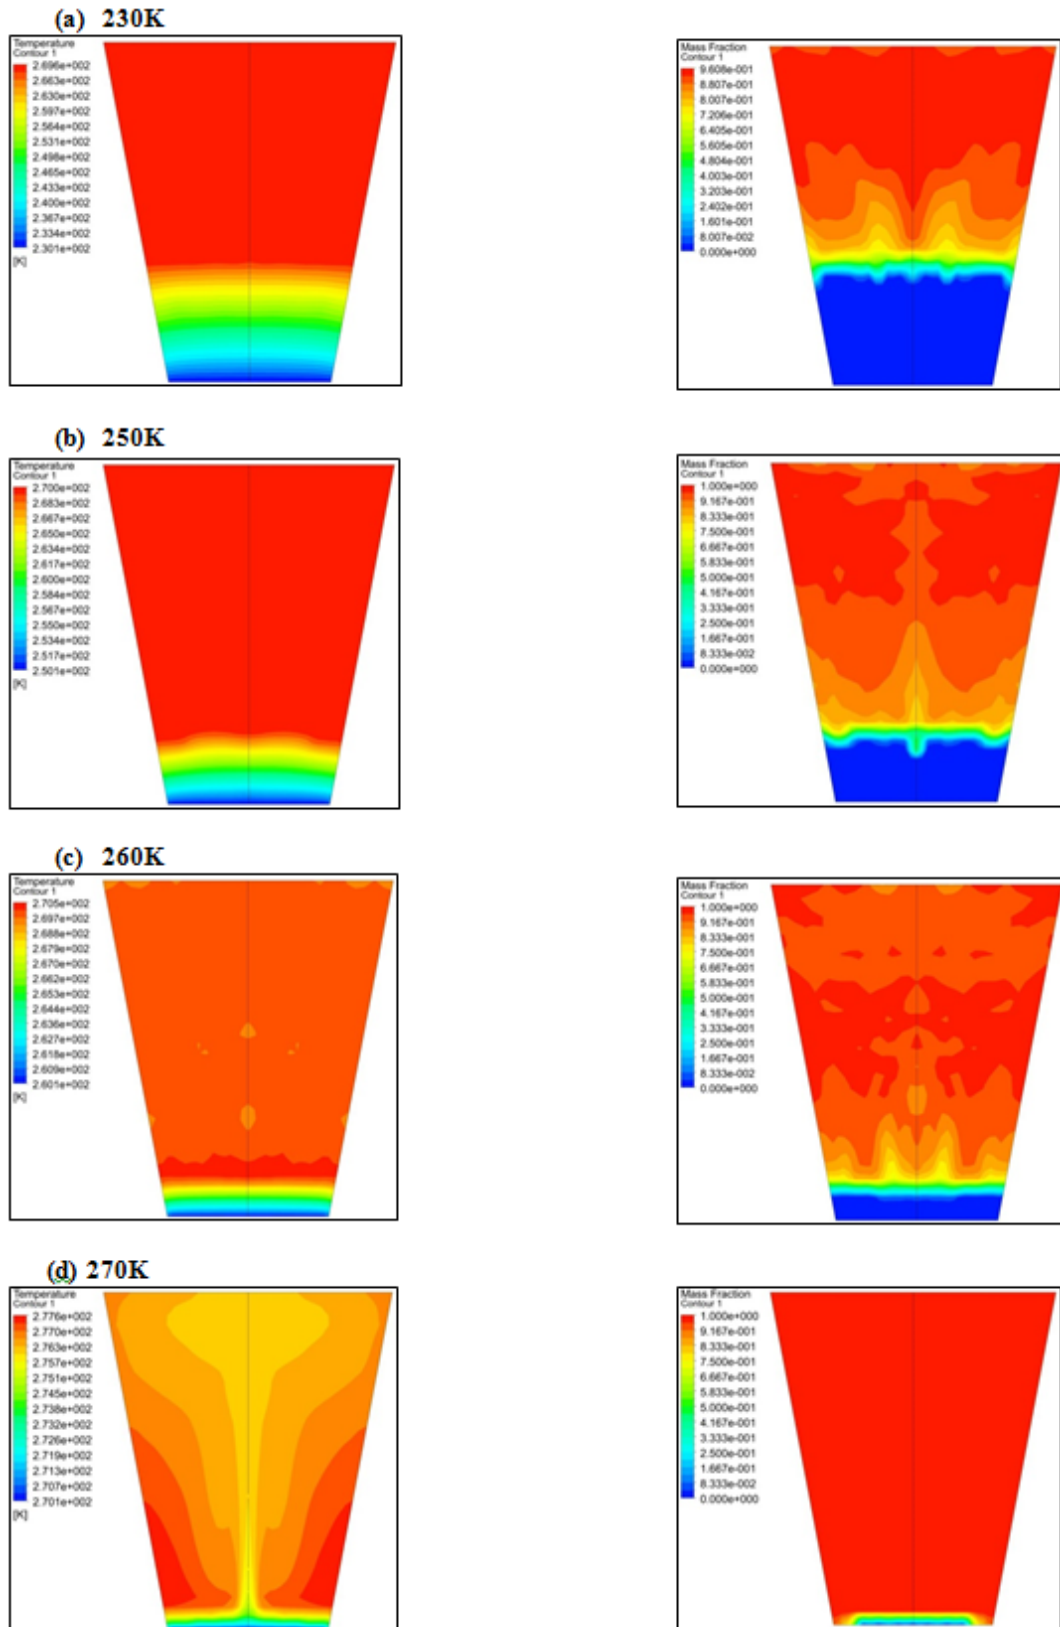 (a) 230K
Temperature
Contour 1
2.696e+002
2.663e+002
2.630e+002
2.597e+002
2.564e+002
2.531e+002
2.498e+002
2.465e+002
2.433e+002
2.400e+002
2.367e+002
2.334e+002
2.301e+002
[K]
Mass Fraction
Contour 1
9.608e-001
8.807e-001
8.007e-001
7.206e-001
6.405e-001
5.605e-001
4.804e-001
4.003e-001
3.203e-001
2.402e-001
1.601e-001
8.007e-002
0.000e+000
(b) 250K
Temperature
Contour 1
2.700e+002
2.683e+002
2.667e+002
2.650e+002
2.634e+002
2.617e+002
2.600e+002
2.584e+002
2.567e+002
2.550e+002
2.534e+002
2.517e+002
2.501e+002
[K]
Mass Fraction
Contour 1
1.000e+000
9.167e-001
8.333e-001
7.500e-001
6.667e-001
5.833e-001
5.000e-001
4.167e-001
3.333e-001
2.500e-001
1.667e-001
8.333e-002
0.000e+000
(c) 260K
Temperature
Contour 1
2.705e+002
2.697e+002
2.688e+002
2.679e+002
2.670e+002
2.662e+002
2.653e+002
2.644e+002
2.636e+002
2.627e+002
2.618e+002
2.609e+002
2.601e+002
[K]
Mass Fraction
Contour 1
1.000e+000
9.167e-001
8.333e-001
7.500e-001
6.667e-001
5.833e-001
5.000e-001
4.167e-001
3.333e-001
2.500e-001
1.667e-001
8.333e-002
0.000e+000
(d) 270K
Temperature
Contour 1
2.776e+002
2.770e+002
2.763e+002
2.757e+002
2.751e+002
2.745e+002
2.738e+002
2.732e+002
2.726e+002
2.719e+002
2.713e+002
2.707e+002
2.701e+002
[K]
Mass Fraction
Contour 1
1.000e+000
9.167e-001
8.333e-001
7.500e-001
6.667e-001
5.833e-001
5.000e-001
4.167e-001
3.333e-001
2.500e-001
1.667e-001
8.333e-002
0.000e+000